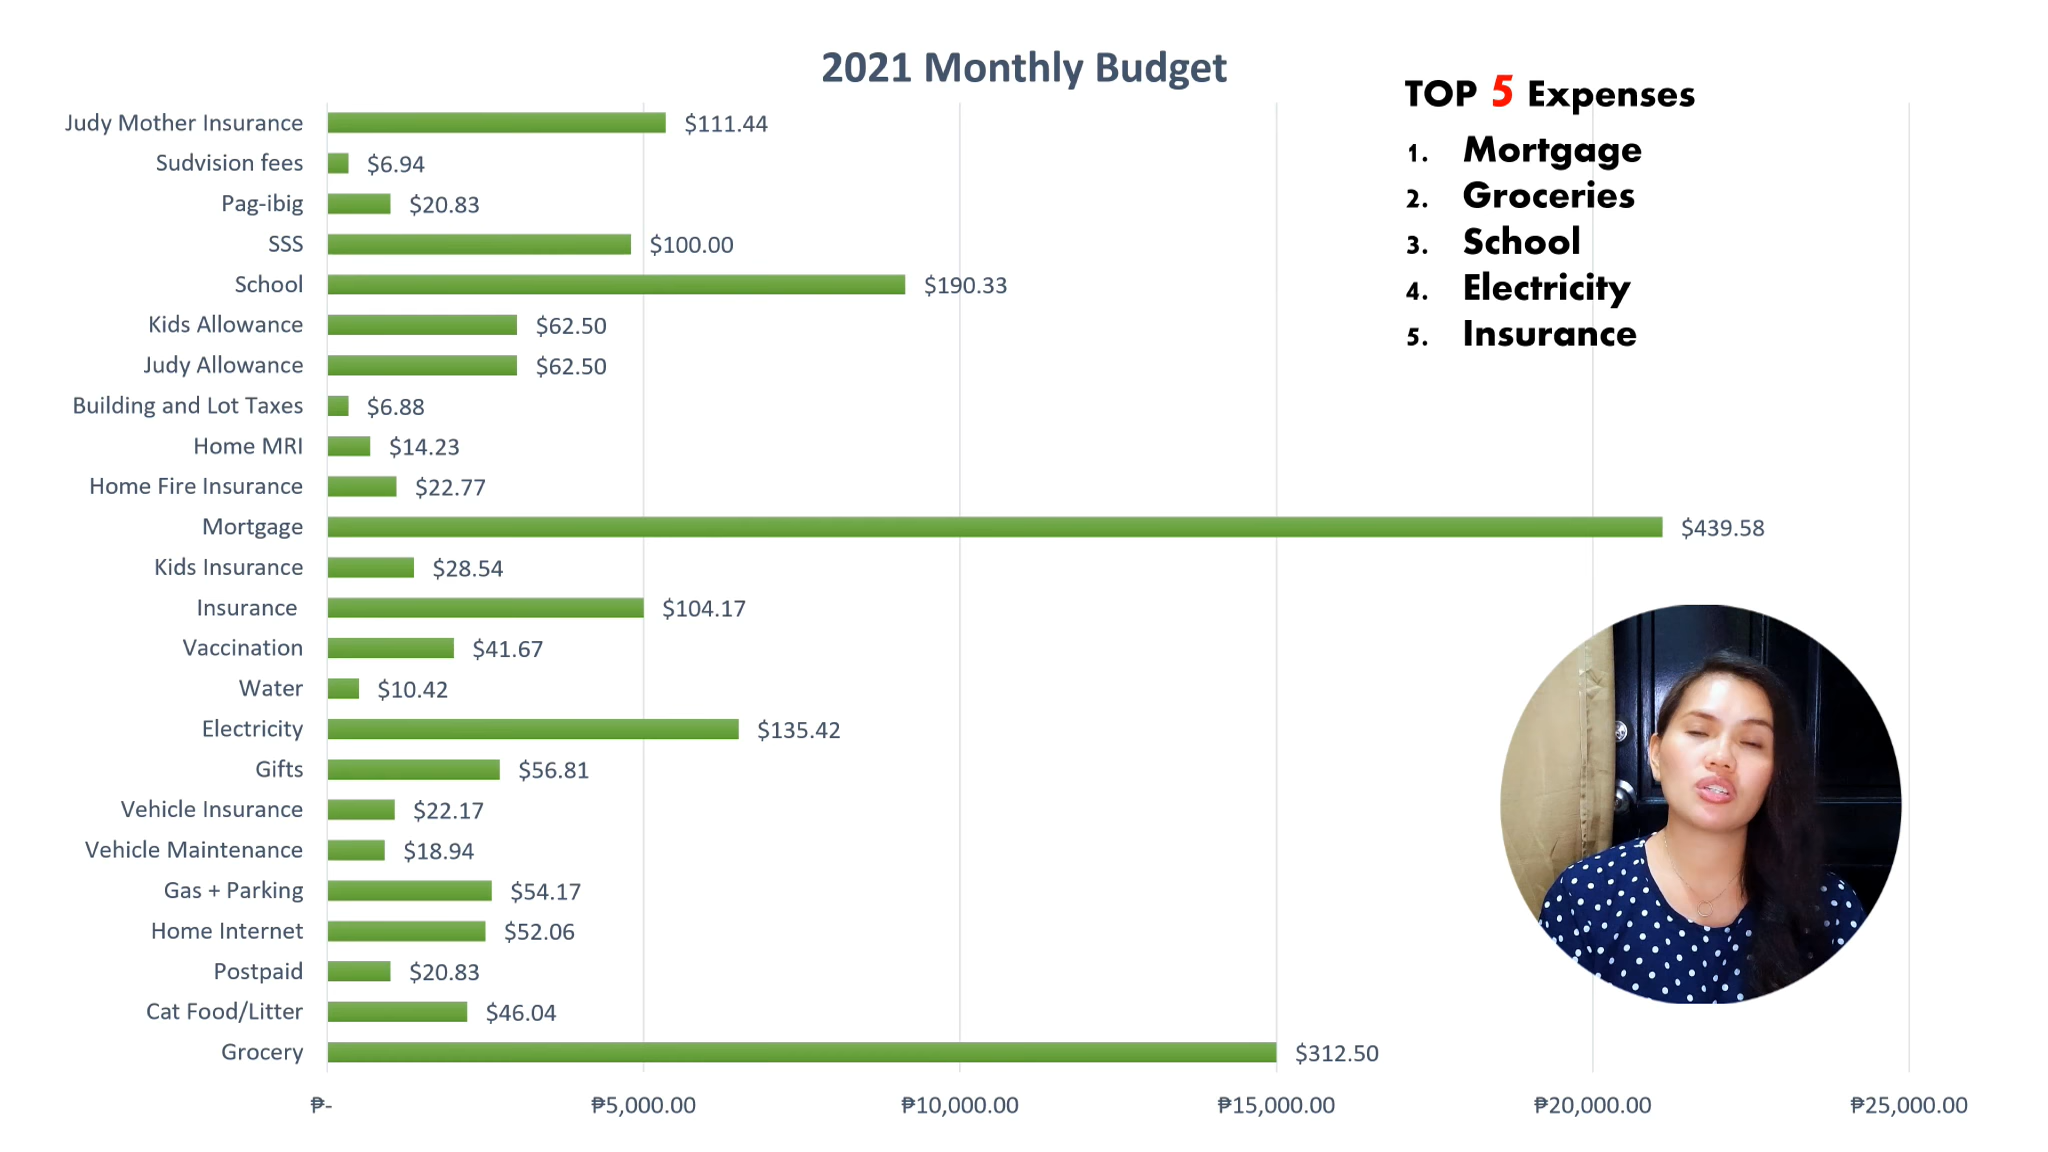 2021 Monthly Budget
TOP 5 Expenses
1. Mortgage
2. Groceries
3. School
4. Electricity
5. Insurance
Judy Mother Insurance $111.44
Sudvision fees $6.94
Pag-ibig $20.83
SSS $100.00
School $190.33
Kids Allowance $62.50
Judy Allowance $62.50
Building and Lot Taxes $6.88
Home MRI $14.23
Home Fire Insurance $22.77
Mortgage $439.58
Kids Insurance $28.54
Insurance $104.17
Vaccination $41.67
Water $10.42
Electricity $135.42
Gifts $56.81
Vehicle Insurance $22.17
Vehicle Maintenance $18.94
Gas + Parking $54.17
Home Internet $52.06
Postpaid $20.83
Cat Food/Litter $46.04
Grocery $312.50
₱- ₱5,000.00 ₱10,000.00 ₱15,000.00 ₱20,000.00 ₱25,000.00